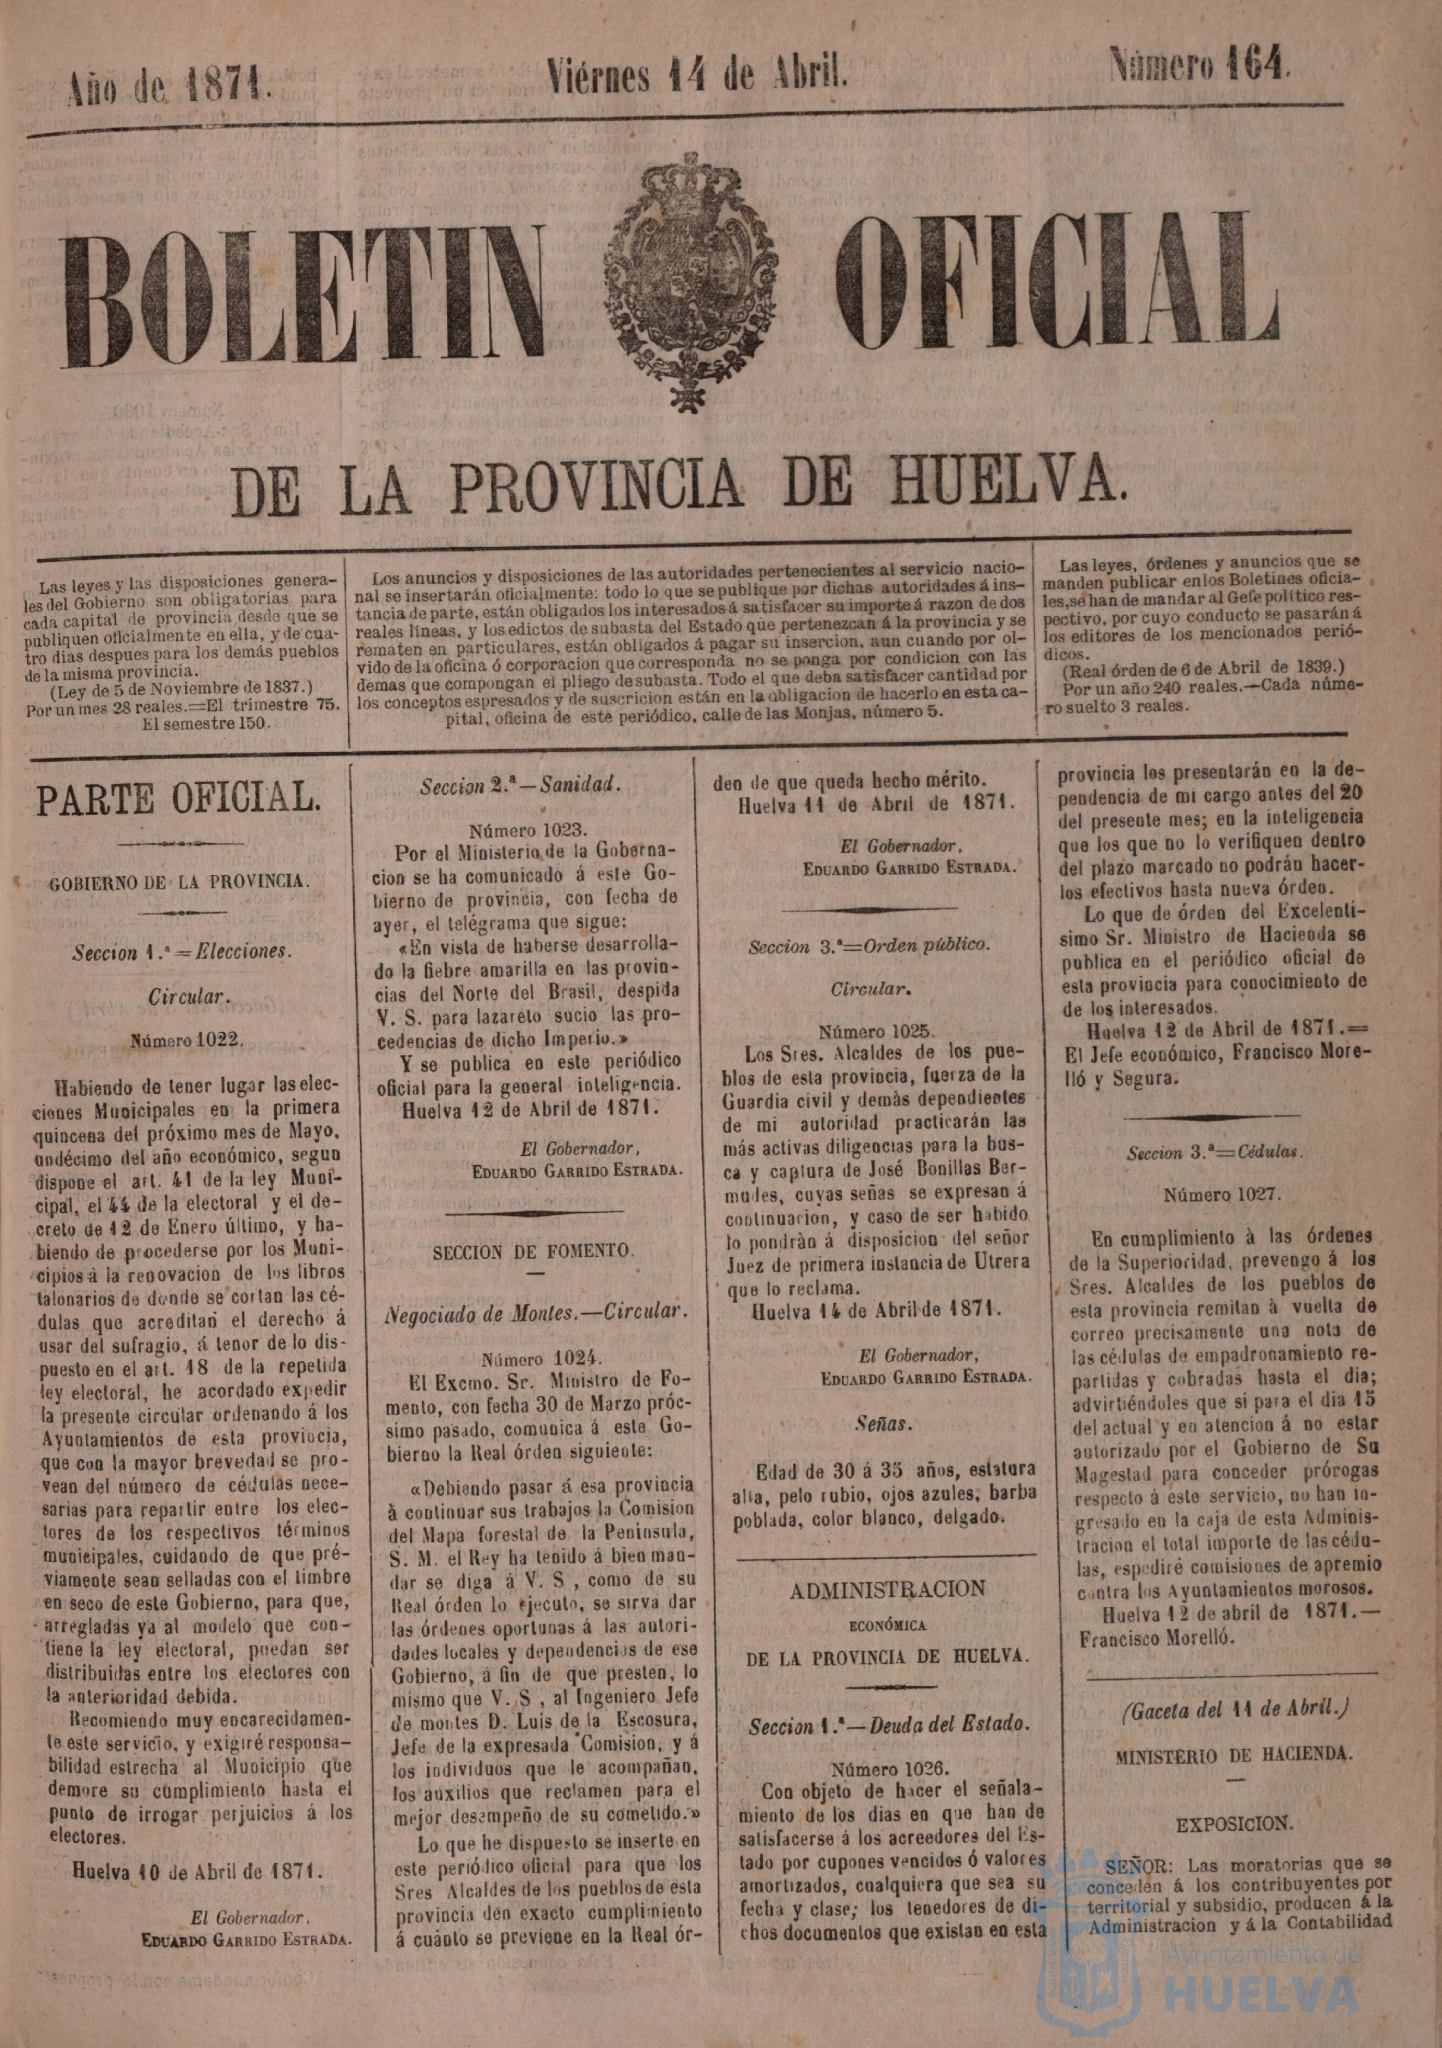 Año de 1871.
Viérnes 14 de Abril.
Número 164.
BOLETIN OFICIAL
DE LA PROVINCIA DE HUELVA.
Las leyes y las disposiciones genera-
les del Gobierno son obligatorias para
cada capital de provincia desde que se
publiquen oficialmente en ella, y de cua-
tro dias despues para los demás pueblos
de la misma provincia.
(Ley de 5 de Noviembre de 1837.)
Por un mes 28 reales.=El trimestre 75.
El semestre 150.
Los anuncios y disposiciones de las autoridades pertenecientes al servicio nacio-
nal se insertarán oficialmente: todo lo que se publique por dichas autoridades á ins-
tancia de parte, están obligados los interesados á satisfacer su importe á razon de dos
reales líneas, y los edictos de subasta del Estado que pertenezcan á la provincia y se
rematen en particulares, están obligados á pagar su insercion, aun cuando por ol-
vido de la oficina ó corporacion que corresponda no se ponga por condicion con las
demas que compongan el pliego de subasta. Todo el que deba satisfacer cantidad por
los conceptos espresados y de suscricion están en la obligacion de hacerlo en esta ca-
pital, oficina de este periódico, calle de las Monjas, número 5.
Las leyes, órdenes y anuncios que se
manden publicar en los Boletines oficia-
les, se han de mandar al Gefe político res-
pectivo, por cuyo conducto se pasarán á
los editores de los mencionados perió-
dicos.
(Real órden de 6 de Abril de 1839.)
Por un año 240 reales.—Cada núme-
ro suelto 3 reales.
PARTE OFICIAL.
GOBIERNO DE LA PROVINCIA.
Seccion 1.ª=Elecciones.
Circular.
Número 1022.
Habiendo de tener lugar las elec-
ciones Municipales en la primera
quincena del próximo mes de Mayo,
undécimo del año económico, segun
dispone el art. 41 de la ley Muni-
cipal, el 44 de la electoral y el de-
creto de 12 de Enero último, y ha-
biendo de procederse por los Muni-
cipios à la renovacion de los libros
talonarios de donde se cortan las cé-
dulas que acreditan el derecho á
usar del sufragio, á tenor de lo dis-
puesto en el art. 18 de la repetida
ley electoral, he acordado expedir
la presente circular ordenando á los
Ayuntamientos de esta provincia,
que con la mayor brevedad se pro-
vean del número de cédulas nece-
sarias para repartir entre los elec-
tores de los respectivos términos
municipales, cuidando de que pré-
viamente sean selladas con el timbre
en seco de este Gobierno, para que,
arregladas ya al modelo que con-
tiene la ley electoral, puedan ser
distribuidas entre los electores con
la anterioridad debida.
Recomiendo muy encarecidamen-
te este servicio, y exigiré responsa-
bilidad estrecha al Municipio que
demore su cumplimiento hasta el
punto de irrogar perjuicios á los
electores.
Huelva 10 de Abril de 1871.
El Gobernador,
EDUARDO GARRIDO ESTRADA.
Seccion 2.ª—Sanidad.
Número 1023.
Por el Ministerio de la Goberna-
cion se ha comunicado á este Go-
bierno de provincia, con fecha de
ayer, el telégrama que sigue:
«En vista de haberse desarrolla-
do la fiebre amarilla en las provin-
cias del Norte del Brasil, despida
V. S. para lazareto sucio las pro-
cedencias de dicho Imperio.»
Y se publica en este periódico
oficial para la general inteligencia.
Huelva 12 de Abril de 1871.
El Gobernador,
EDUARDO GARRIDO ESTRADA.
SECCION DE FOMENTO.
Negociado de Montes.—Circular.
Número 1024.
El Excmo. Sr. Ministro de Fo-
mento, con fecha 30 de Marzo próc-
simo pasado, comunica á este Go-
bierno la Real órden siguiente:
«Debiendo pasar á esa provincia
à continuar sus trabajos la Comision
del Mapa forestal de la Península,
S. M. el Rey ha tenido á bien man-
dar se diga á V. S , como de su
Real órden lo ejecuto, se sirva dar
las órdenes oportunas à las autori-
dades locales y dependencias de ese
Gobierno, á fin de que presten, lo
mismo que V. S , al Ingeniero Jefe
de montes D. Luis de la Escosura,
Jefe de la expresada Comision, y á
los individuos que le acompañan,
los auxilios que reclamen para el
mejor desempeño de su cometido.»
Lo que he dispuesto se inserte en
este periódico oficial para que los
Sres Alcaldes de los pueblos de esta
provincia den exacto cumplimiento
á cuánto se previene en la Real ór-
den de que queda hecho mérito.
Huelva 11 de Abril de 1871.
El Gobernador,
EDUARDO GARRIDO ESTRADA.
Seccion 3.ª=Orden público.
Circular.
Número 1025.
Los Sres. Alcaldes de los pue-
blos de esta provincia, fuerza de la
Guardia civil y demás dependientes
de mi autoridad practicarán las
más activas diligencias para la bus-
ca y captura de José Bonillas Ber-
mudes, cuyas señas se expresan á
continuacion, y caso de ser habido
lo pondràn á disposicion del señor
Juez de primera instancia de Utrera
que lo reclama.
Huelva 14 de Abril de 1871.
El Gobernador,
EDUARDO GARRIDO ESTRADA.
Señas.
Edad de 30 á 35 años, estatura
alta, pelo rubio, ojos azules, barba
poblada, color blanco, delgado.
ADMINISTRACION
ECONÓMICA
DE LA PROVINCIA DE HUELVA.
Seccion 1.ª—Deuda del Estado.
Número 1026.
Con objeto de hacer el señala-
miento de los dias en que han de
satisfacerse á los acreedores del Es-
tado por cupones vencidos ó valores
amortizados, cualquiera que sea su
fecha y clase; los tenedores de di-
chos documentos que existan en esta
provincia los presentarán en la de-
pendencia de mi cargo antes del 20
del presente mes; en la inteligencia
que los que no lo verifiquen dentro
del plazo marcado no podrán hacer-
los efectivos hasta nueva órden.
Lo que de órden del Excelentí-
simo Sr. Ministro de Hacienda se
publica en el periódico oficial de
esta provincia para conocimiento de
de los interesados.
Huelva 12 de Abril de 1871.=
El Jefe económico, Francisco More-
lló y Segura.
Seccion 3.ª=Cédulas.
Número 1027.
En cumplimiento à las órdenes
de la Superioridad, prevengo á los
Sres. Alcaldes de los pueblos de
esta provincia remitan à vuelta de
correo precisamente una nota de
las cédulas de empadronamiento re-
partidas y cobradas hasta el dia;
advirtiéndoles que si para el dia 15
del actual y en atencion á no estar
autorizado por el Gobierno de Su
Magestad para conceder prórogas
respecto á este servicio, no han in-
gresado en la caja de esta Adminis-
tracion el total importe de las cédu-
las, espediré comisiones de apremio
contra los Ayuntamientos morosos.
Huelva 12 de abril de 1871.—
Francisco Morelló.
(Gaceta del 11 de Abril.)
MINISTERIO DE HACIENDA.
EXPOSICION.
SEÑOR: Las moratorias que se
conceden á los contribuyentes por
territorial y subsidio, producen á la
Administracion y á la Contabilidad
Ayuntamiento de
HUELVA